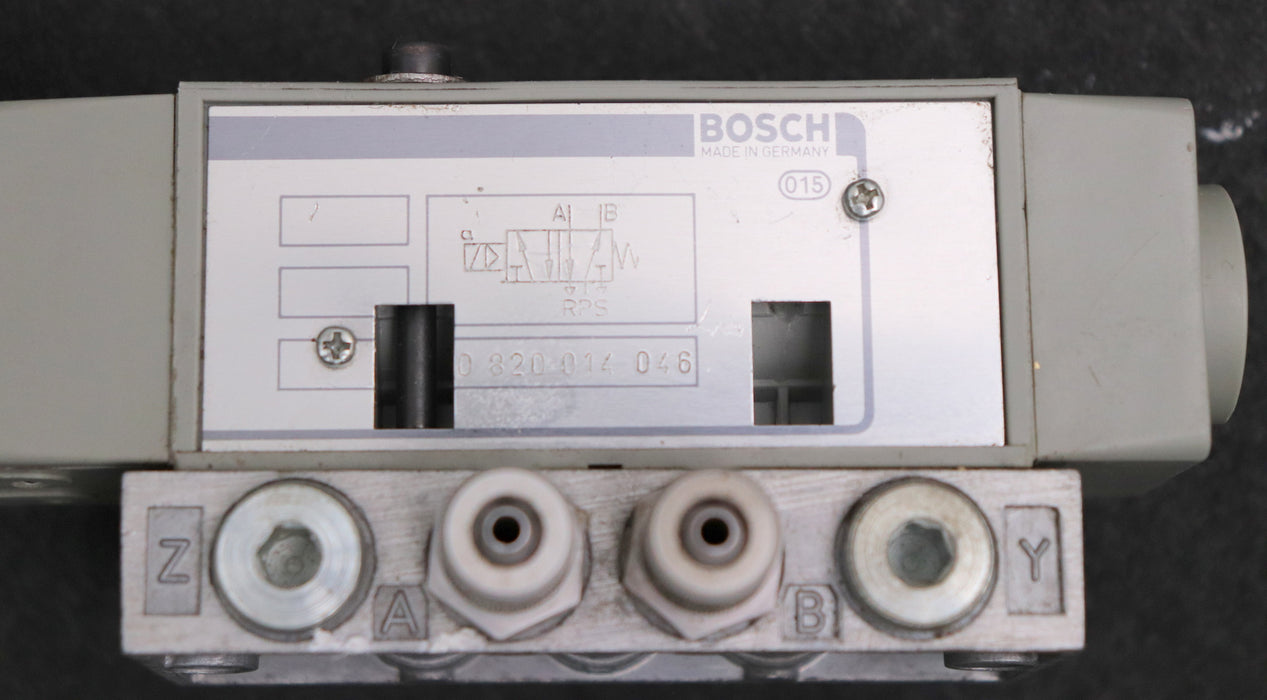 BOSCH
MADE IN GERMANY
015
A B
a
RPS
0 820 014 046
Z A B Y